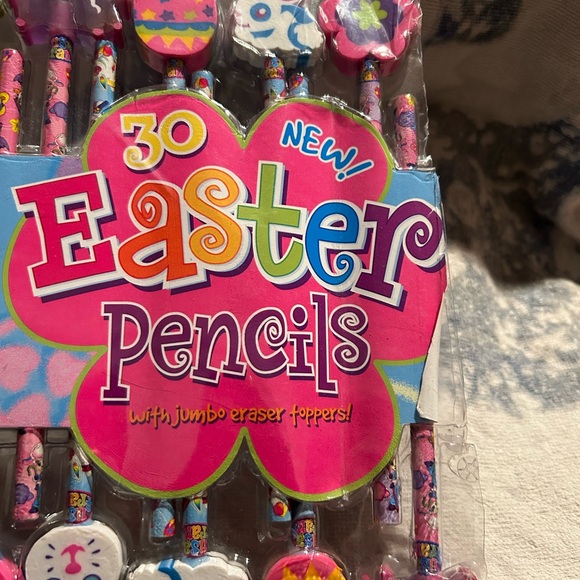 30
NEW!
Easter
Pencils
with jumbo eraser toppers!